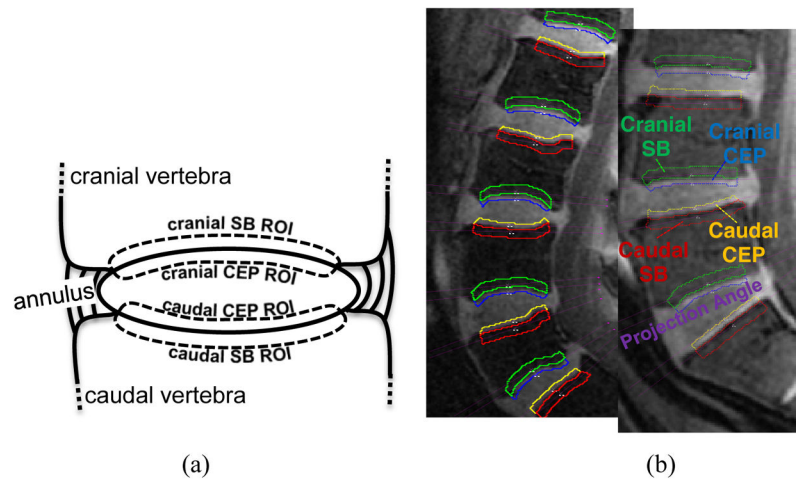 cranial vertebra
cranial SB ROI
cranial CEP ROI
annulus
caudal CEP ROI
caudal SB ROI
caudal vertebra
(a)
Cranial
SB
Cranial
CEP
Caudal
CEP
Caudal
SB
Projection Angle
(b)